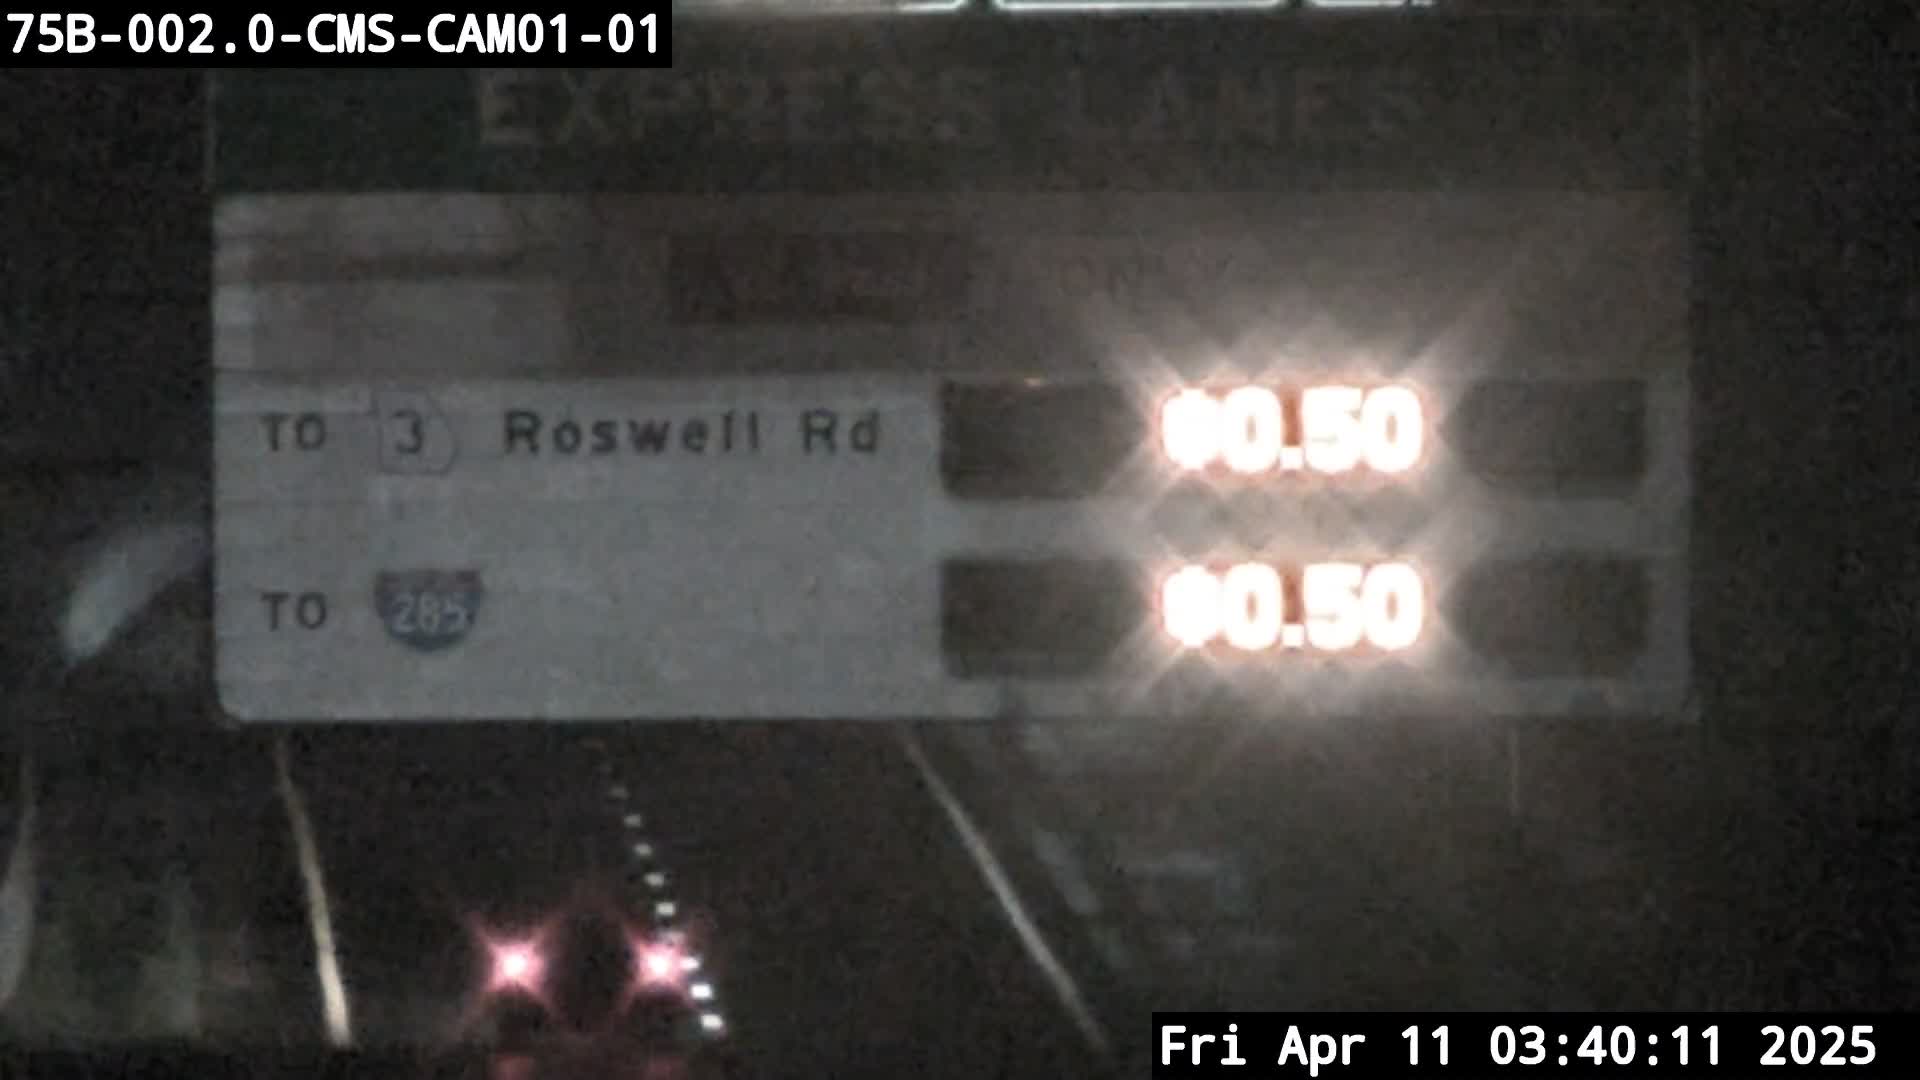 75B-002.0-CMS-CAM01-01
EXPRESS LANES
TO 3 Roswell Rd $0.50
TO 285 $0.50
Fri Apr 11 03:40:11 2025